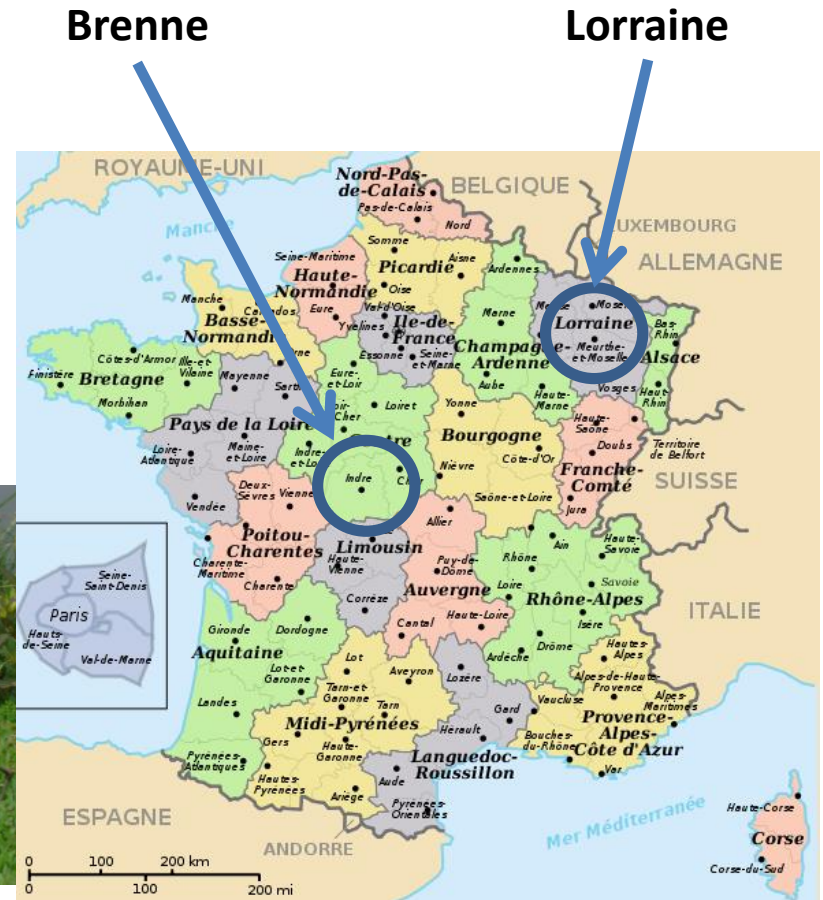 Brenne
Lorraine
ROYAUME-UNI
Nord-Pas-
de-Calais
BELGIQUE
Pas-de-Calais
Nord
Manche
LUXEMBOURG
ALLEMAGNE
Somme
Seine-Maritime
Aisne
Picardie
Ardennes
Haute-
Normandie
Oise
Val-d'Oise
Manche
Eure
Basse-
Yvelines
Ile-de-
France
Marne
Moselle
Lorraine
Meurthe-
et-Moselle
Bas-
Rhin
Essonne
Seine-
et-Marne
Champagne-
Ardenne
Alsace
Côtes-d'Armor
Ille-et-
Vilaine
Finistère
Bretagne
Mayenne
Eure-
et-Loir
Aube
Haute-
Marne
Vosges
Haut-
Rhin
Morbihan
Loiret
Yonne
Cher
Pays de la Loire
Bourgogne
Haute-
Saône
Loire-
Atlantique
Maine-
et-Loire
Indre-
Nièvre
Côte-d'Or
Doubs
Territoire
de Belfort
Franche-
Comté
SUISSE
Vendée
Deux-
Sèvres
Vienne
Indre
Saône-et-Loire
Jura
Poitou-
Charentes
Limousin
Allier
Ain
Haute-
Savoie
Charente-
Maritime
Charente
Haute-
Vienne
Puy-de-
Dôme
Rhône
Savoie
Auvergne
Loire
Rhône-Alpes
Corrèze
ITALIE
Isère
Cantal
Haute-Loire
Seine-
Saint-Denis
Paris
Hauts-
de-Seine
Val-de-Marne
Gironde
Dordogne
Aquitaine
Ardèche
Drôme
Hautes-
Alpes
Lot
Lot-et-
Garonne
Aveyron
Lozère
Alpes-de-Haute-
Provence
Tarn-et-
Garonne
Vaucluse
Alpes-
Maritimes
Landes
Tarn
Gard
Midi-Pyrénées
Provence-
Alpes-
Côte d'Azur
Gers
Hérault
Bouches-
du-Rhône
Haute-
Garonne
Languedoc-
Roussillon
Pyrénées-
Atlantiques
Hautes-
Pyrénées
Aude
Var
Ariège
Pyrénées-
Orientales
ESPAGNE
Mer Méditerranée
Haute-Corse
ANDORRE
Corse
Corse-du-Sud
0 100 200 km
0 100 200 mi